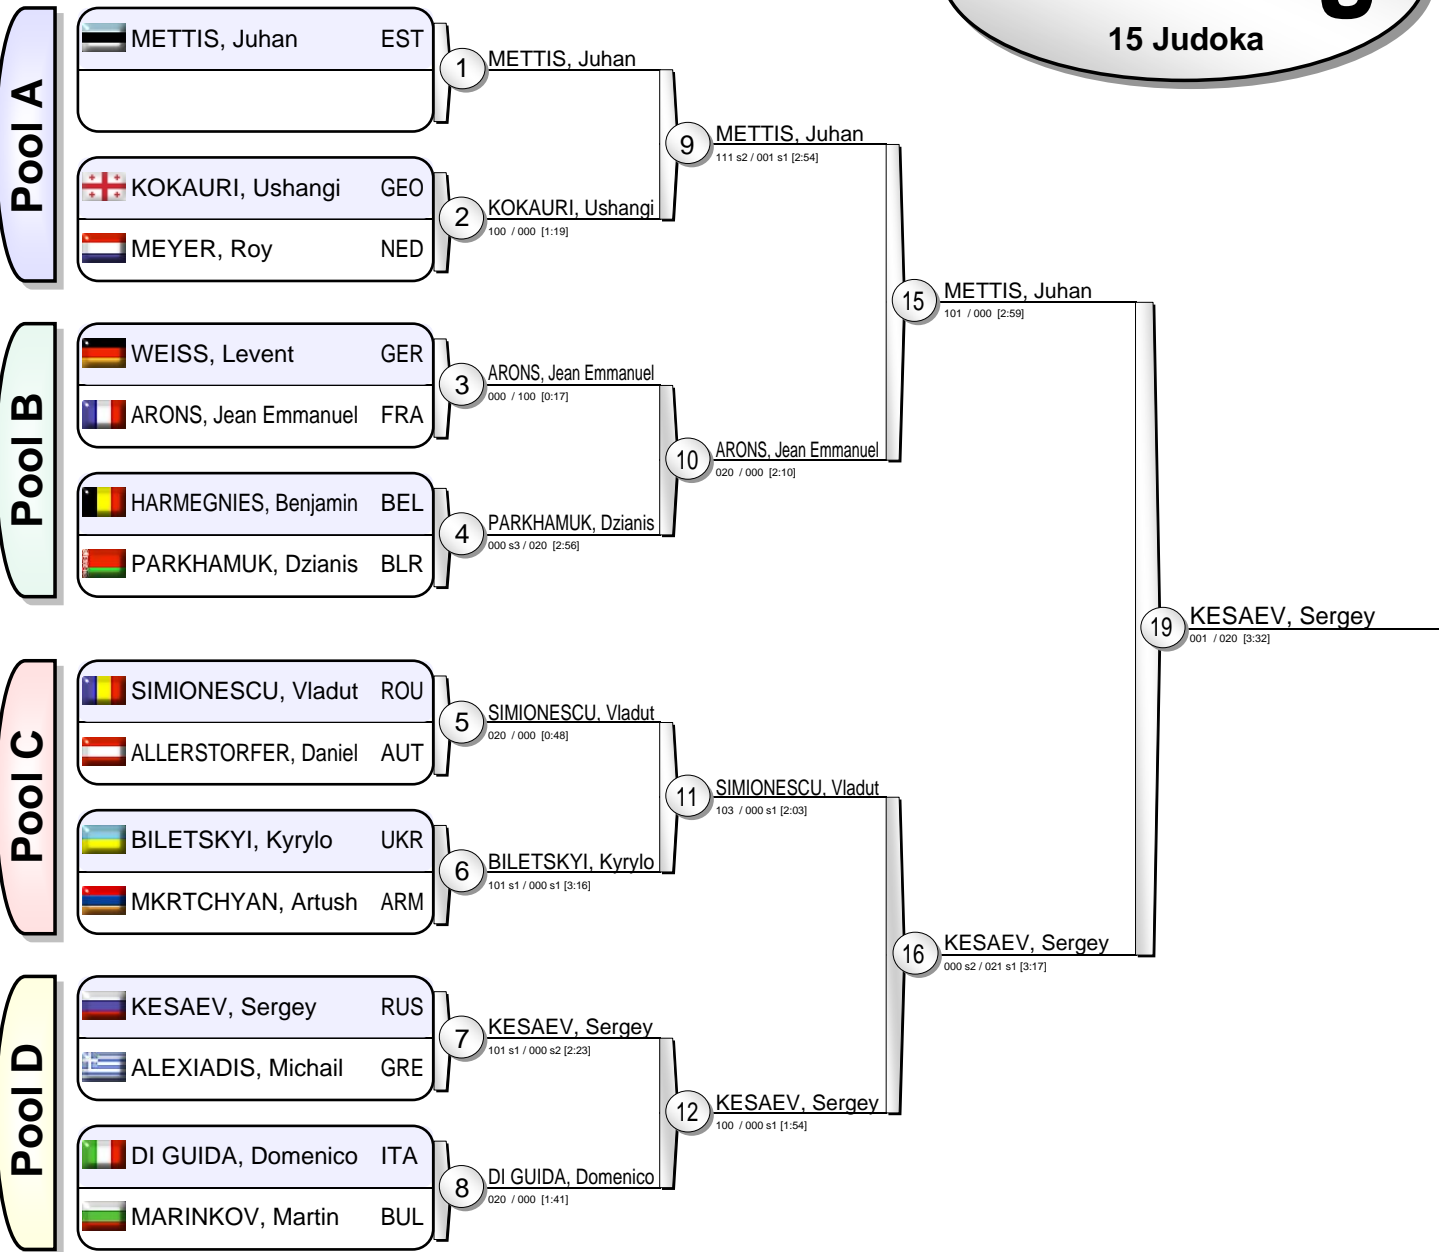 15 Judoka
Pool A
METTIS, Juhan EST
KOKAURI, Ushangi GEO
MEYER, Roy NED
Pool B
WEISS, Levent GER
ARONS, Jean Emmanuel FRA
HARMEGNIES, Benjamin BEL
PARKHAMUK, Dzianis BLR
Pool C
SIMIONESCU, Vladut ROU
ALLERSTORFER, Daniel AUT
BILETSKYI, Kyrylo UKR
MKRTCHYAN, Artush ARM
Pool D
KESAEV, Sergey RUS
ALEXIADIS, Michail GRE
DI GUIDA, Domenico ITA
MARINKOV, Martin BUL
1 METTIS, Juhan
2 KOKAURI, Ushangi
100 / 000 [1:19]
3 ARONS, Jean Emmanuel
000 / 100 [0:17]
4 PARKHAMUK, Dzianis
000 s3 / 020 [2:56]
5 SIMIONESCU, Vladut
020 / 000 [0:48]
6 BILETSKYI, Kyrylo
101 s1 / 000 s1 [3:16]
7 KESAEV, Sergey
101 s1 / 000 s2 [2:23]
8 DI GUIDA, Domenico
020 / 000 [1:41]
9 METTIS, Juhan
111 s2 / 001 s1 [2:54]
10 ARONS, Jean Emmanuel
020 / 000 [2:10]
11 SIMIONESCU, Vladut
103 / 000 s1 [2:03]
12 KESAEV, Sergey
100 / 000 s1 [1:54]
15 METTIS, Juhan
101 / 000 [2:59]
16 KESAEV, Sergey
000 s2 / 021 s1 [3:17]
19 KESAEV, Sergey
001 / 020 [3:32]